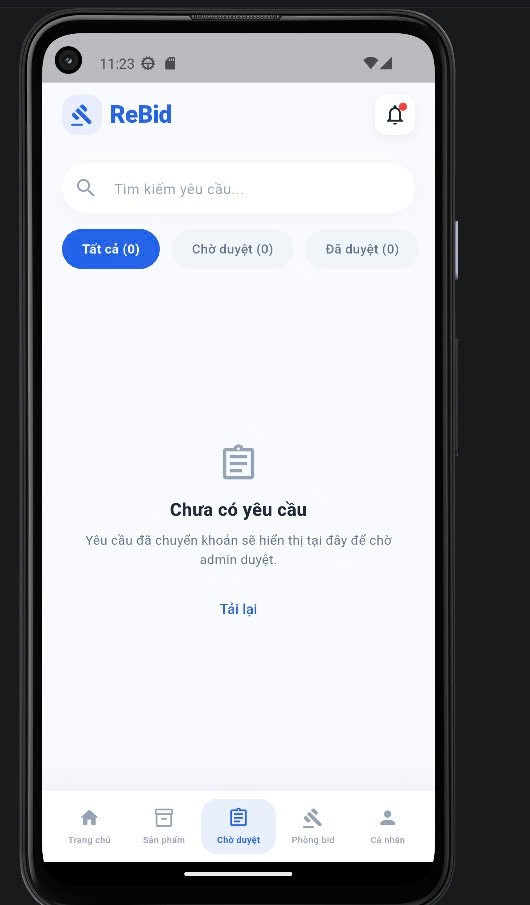 11:23
ReBid
Tìm kiếm yêu cầu...
Tất cả (0)
Chờ duyệt (0)
Đã duyệt (0)
Chưa có yêu cầu
Yêu cầu đã chuyển khoản sẽ hiển thị tại đây để chờ
admin duyệt.
Tải lại
Trang chủ
Sản phẩm
Chờ duyệt
Phòng bid
Cá nhân